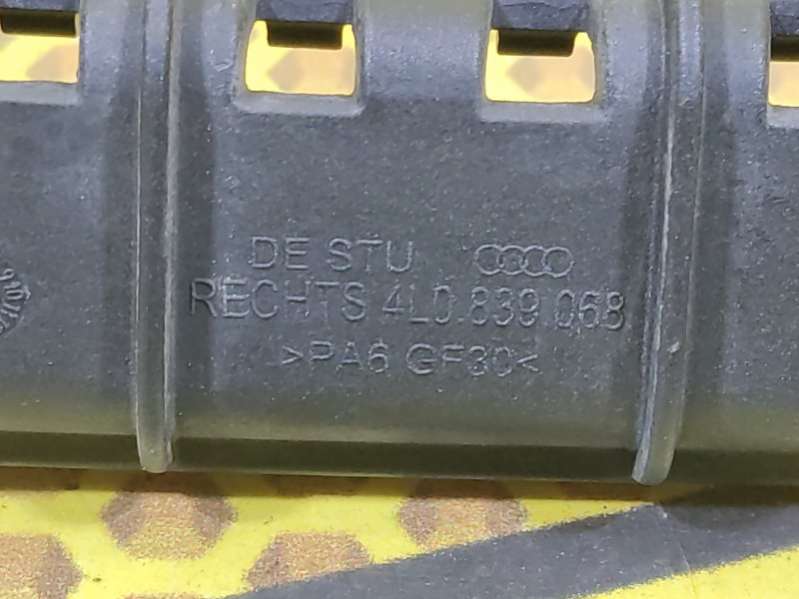 DE STU
RECHTS 4L0.839.068
>PA6 GF30<